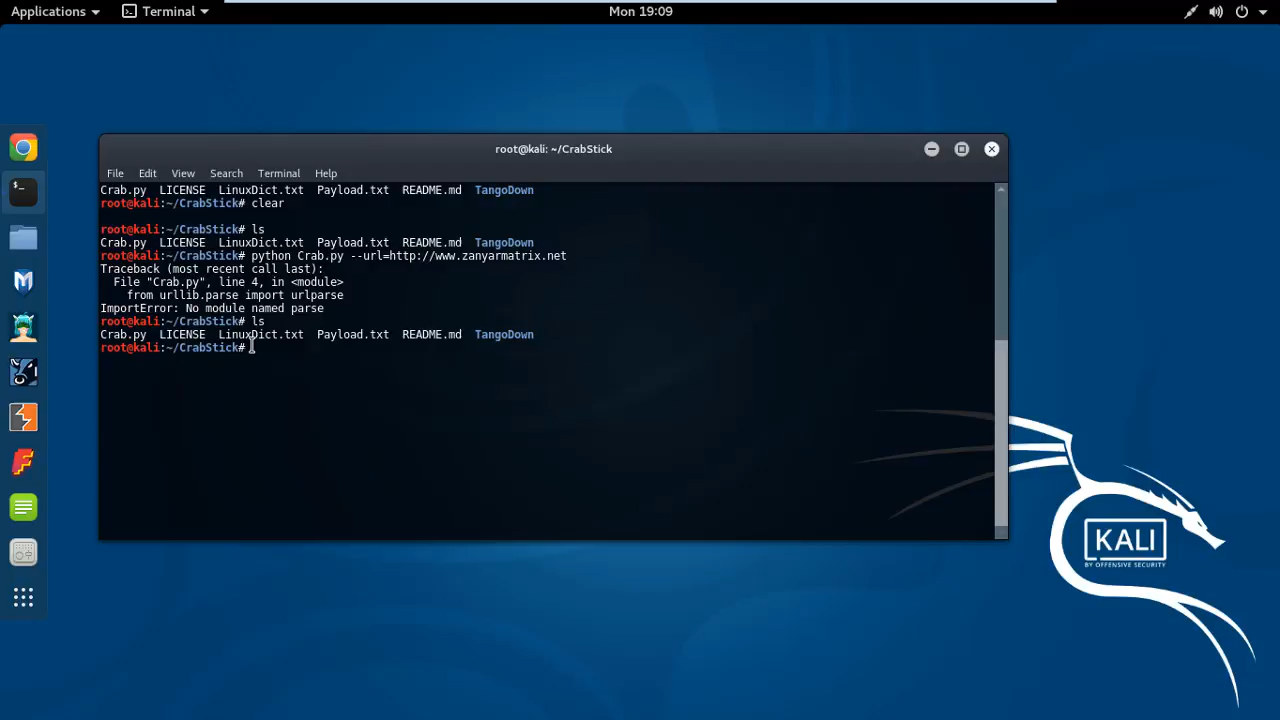 Applications Terminal Mon 19:09
root@kali: ~/CrabStick
File Edit View Search Terminal Help
Crab.py LICENSE LinuxDict.txt Payload.txt README.md TangoDown
root@kali:~/CrabStick# clear
root@kali:~/CrabStick# ls
Crab.py LICENSE LinuxDict.txt Payload.txt README.md TangoDown
root@kali:~/CrabStick# python Crab.py --url=http://www.zanyarmatrix.net
Traceback (most recent call last):
File "Crab.py", line 4, in <module>
from urllib.parse import urlparse
ImportError: No module named parse
root@kali:~/CrabStick# ls
Crab.py LICENSE LinuxDict.txt Payload.txt README.md TangoDown
root@kali:~/CrabStick#
KALI
BY OFFENSIVE SECURITY